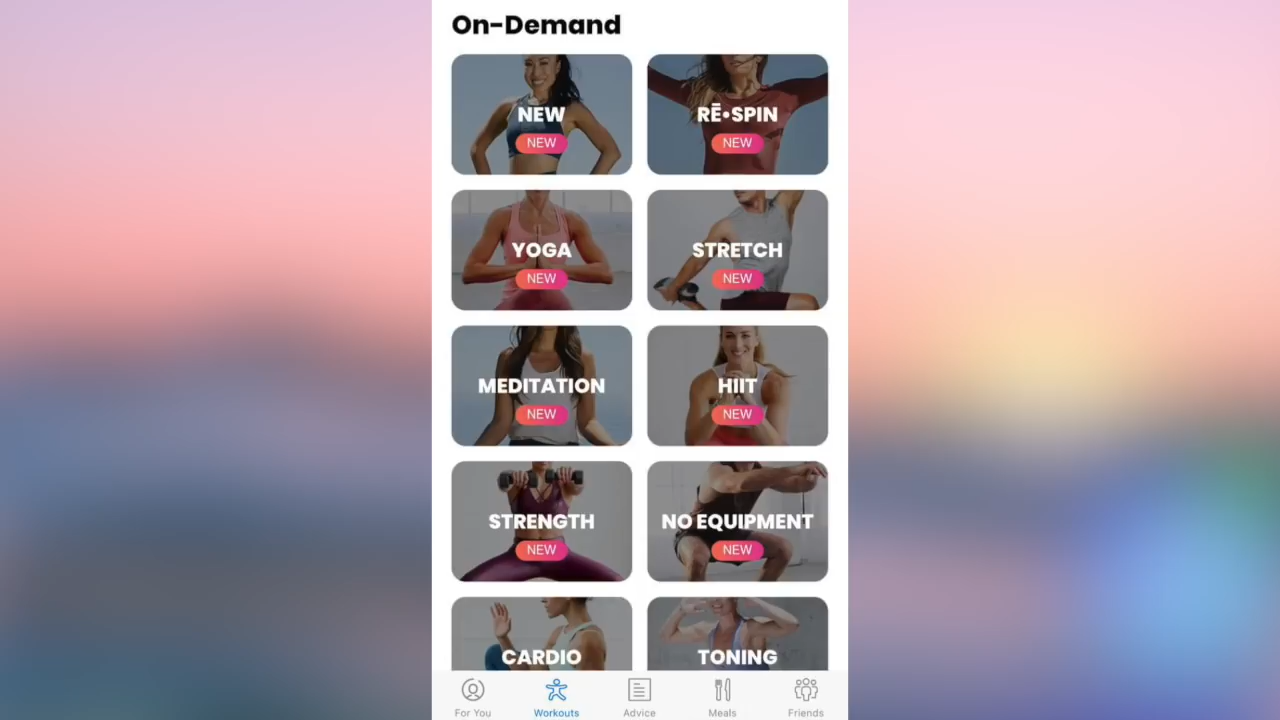 On-Demand
NEW
NEW
RĒ•SPIN
NEW
YOGA
NEW
STRETCH
NEW
MEDITATION
NEW
HIIT
NEW
STRENGTH
NEW
NO EQUIPMENT
NEW
CARDIO
TONING
For You
Workouts
Advice
Meals
Friends